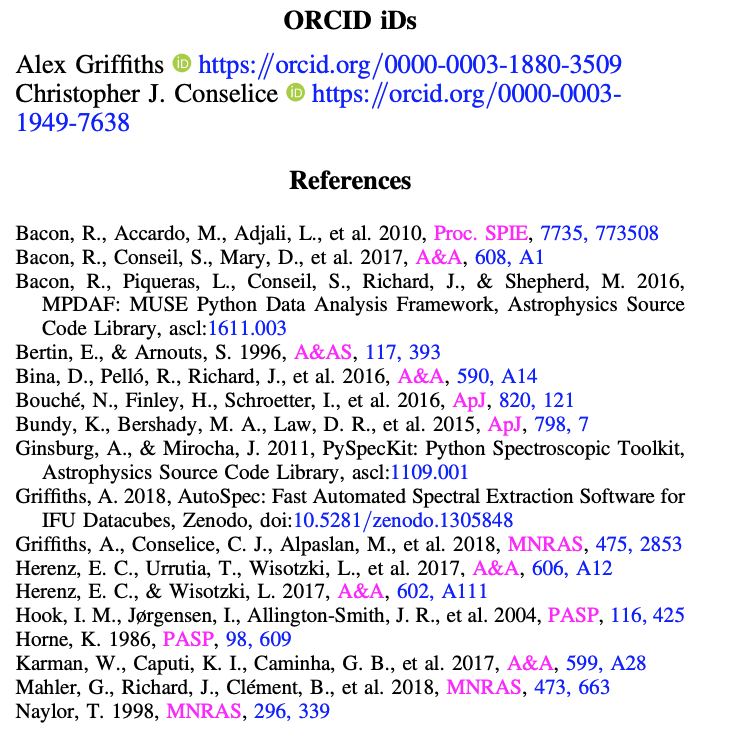 ORCID iDs
Alex Griffiths iD https://orcid.org/0000-0003-1880-3509
Christopher J. Conselice iD https://orcid.org/0000-0003-
1949-7638
References
Bacon, R., Accardo, M., Adjali, L., et al. 2010, Proc. SPIE, 7735, 773508
Bacon, R., Conseil, S., Mary, D., et al. 2017, A&A, 608, A1
Bacon, R., Piqueras, L., Conseil, S., Richard, J., & Shepherd, M. 2016,
MPDAF: MUSE Python Data Analysis Framework, Astrophysics Source
Code Library, ascl:1611.003
Bertin, E., & Arnouts, S. 1996, A&AS, 117, 393
Bina, D., Pelló, R., Richard, J., et al. 2016, A&A, 590, A14
Bouché, N., Finley, H., Schroetter, I., et al. 2016, ApJ, 820, 121
Bundy, K., Bershady, M. A., Law, D. R., et al. 2015, ApJ, 798, 7
Ginsburg, A., & Mirocha, J. 2011, PySpecKit: Python Spectroscopic Toolkit,
Astrophysics Source Code Library, ascl:1109.001
Griffiths, A. 2018, AutoSpec: Fast Automated Spectral Extraction Software for
IFU Datacubes, Zenodo, doi:10.5281/zenodo.1305848
Griffiths, A., Conselice, C. J., Alpaslan, M., et al. 2018, MNRAS, 475, 2853
Herenz, E. C., Urrutia, T., Wisotzki, L., et al. 2017, A&A, 606, A12
Herenz, E. C., & Wisotzki, L. 2017, A&A, 602, A111
Hook, I. M., Jørgensen, I., Allington-Smith, J. R., et al. 2004, PASP, 116, 425
Horne, K. 1986, PASP, 98, 609
Karman, W., Caputi, K. I., Caminha, G. B., et al. 2017, A&A, 599, A28
Mahler, G., Richard, J., Clément, B., et al. 2018, MNRAS, 473, 663
Naylor, T. 1998, MNRAS, 296, 339